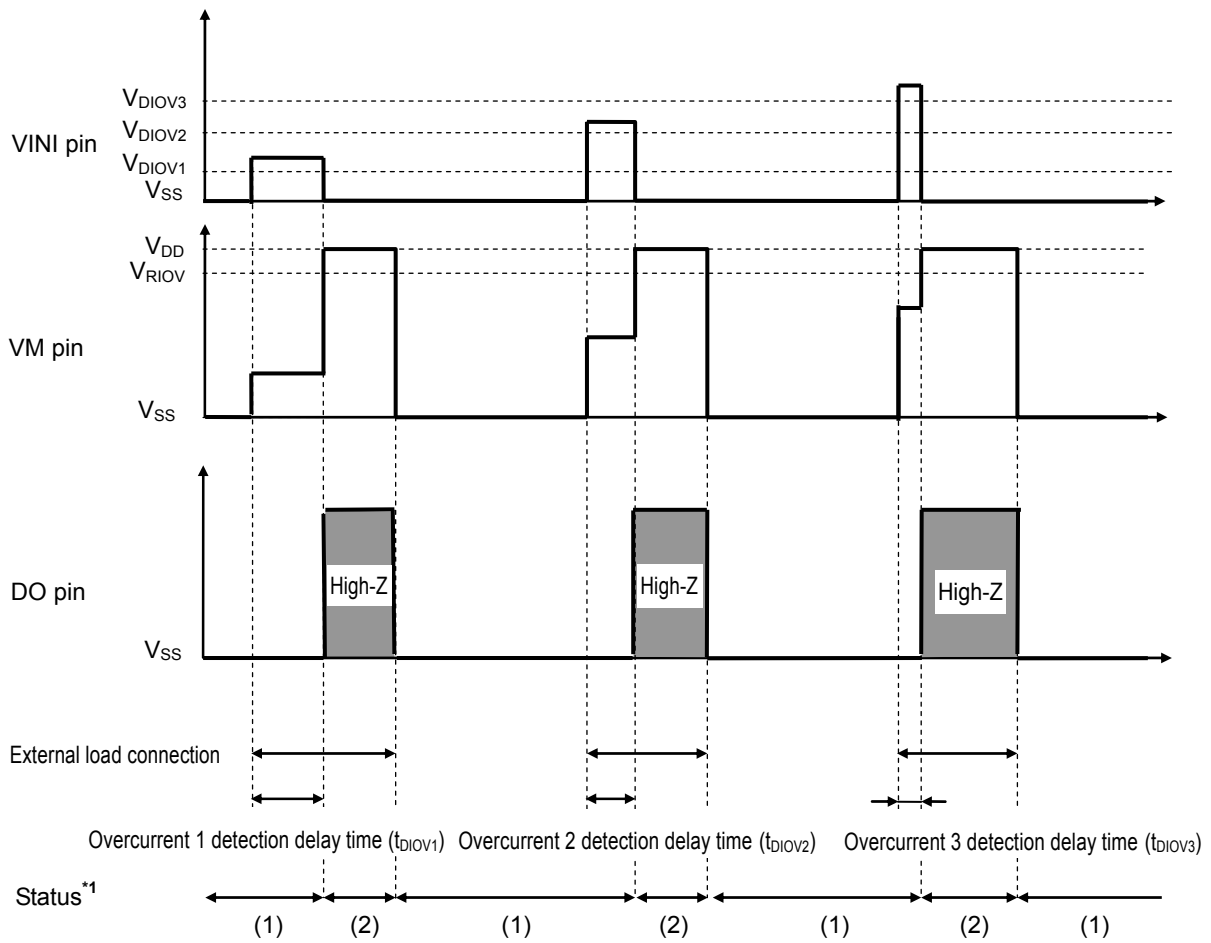 VINI pin
VDIOV3
VDIOV2
VDIOV1
VSS
VM pin
VDD
VRIOV
VSS
DO pin
High-Z
High-Z
High-Z
VSS
External load connection
Overcurrent 1 detection delay time (tDIOV1)
Overcurrent 2 detection delay time (tDIOV2)
Overcurrent 3 detection delay time (tDIOV3)
Status*1
(1)
(2)
(1)
(2)
(1)
(2)
(1)